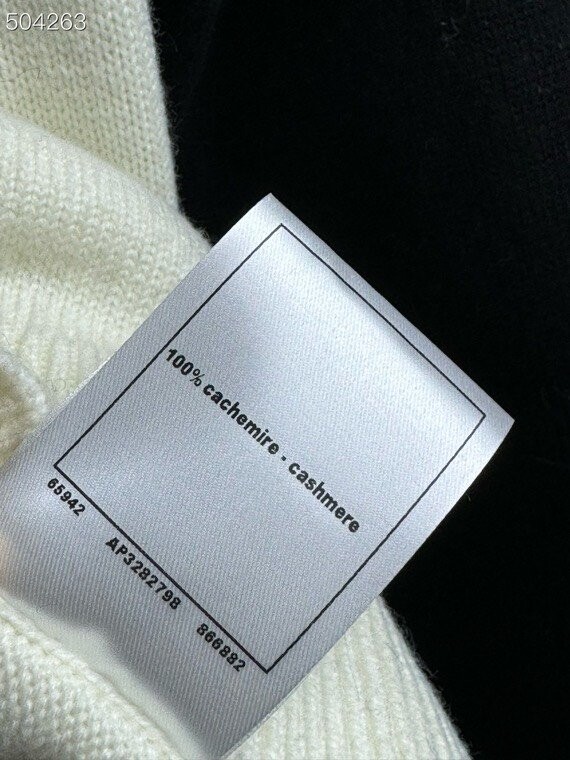 504263
100% cachemire - cashmere
65942 AP3282798 866882